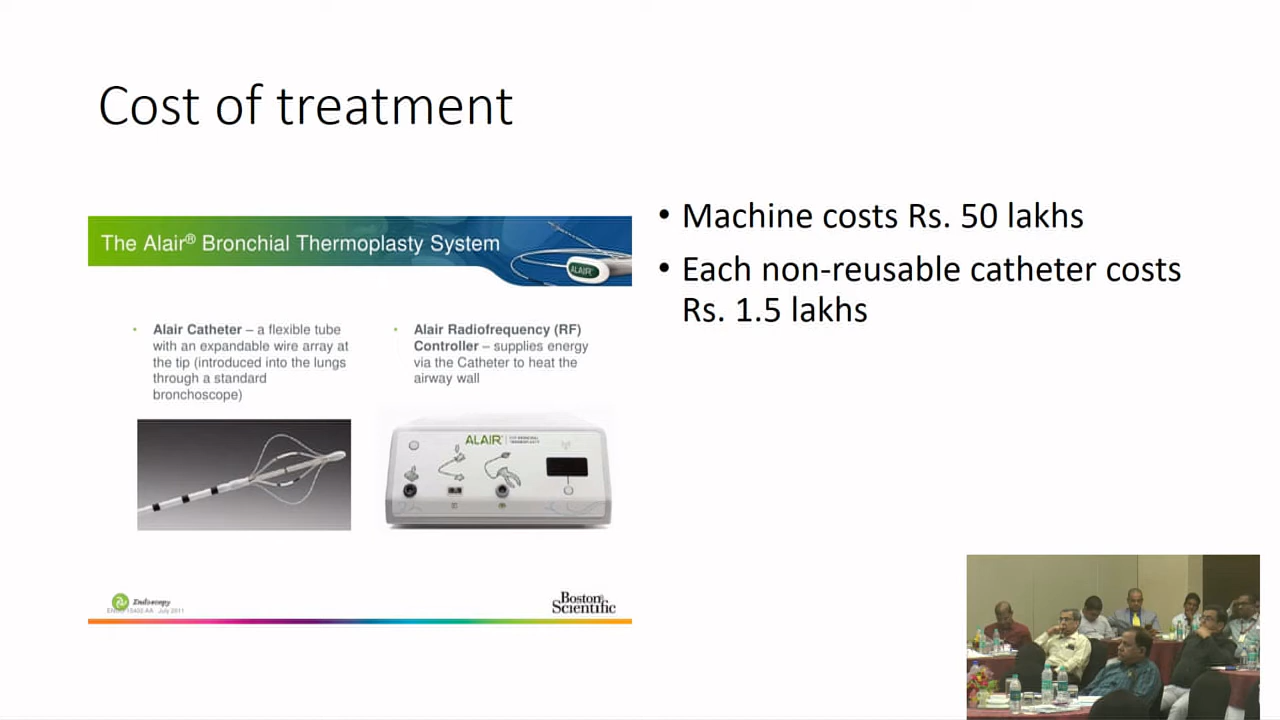 Cost of treatment
The Alair® Bronchial Thermoplasty System
ALAIR
• Alair Catheter – a flexible tube
with an expandable wire array at
the tip (introduced into the lungs
through a standard
bronchoscope)
• Alair Radiofrequency (RF)
Controller – supplies energy
via the Catheter to heat the
airway wall
ALAIR
Endoscopy
July 2011
Boston
Scientific
• Machine costs Rs. 50 lakhs
• Each non-reusable catheter costs
Rs. 1.5 lakhs